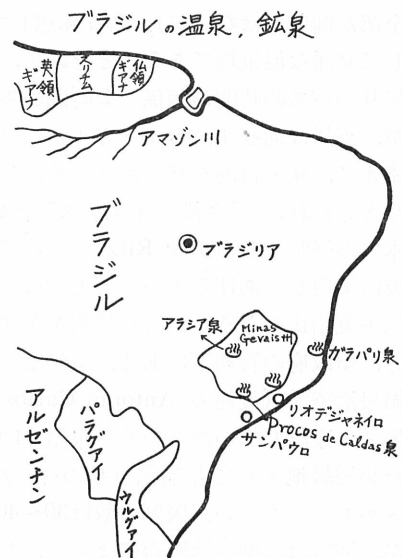 ブラジルの温泉，鉱泉
英領
ギアナ
スリナム
仏領
ギアナ
アマゾン川
ブラジル
ブラジリア
アラシア泉
Minas
Gerais州
ガラパリ泉
リオデジャネイロ
Procos de Caldas泉
サンパウロ
アルゼンチン
パラグアイ
ウルグアイ